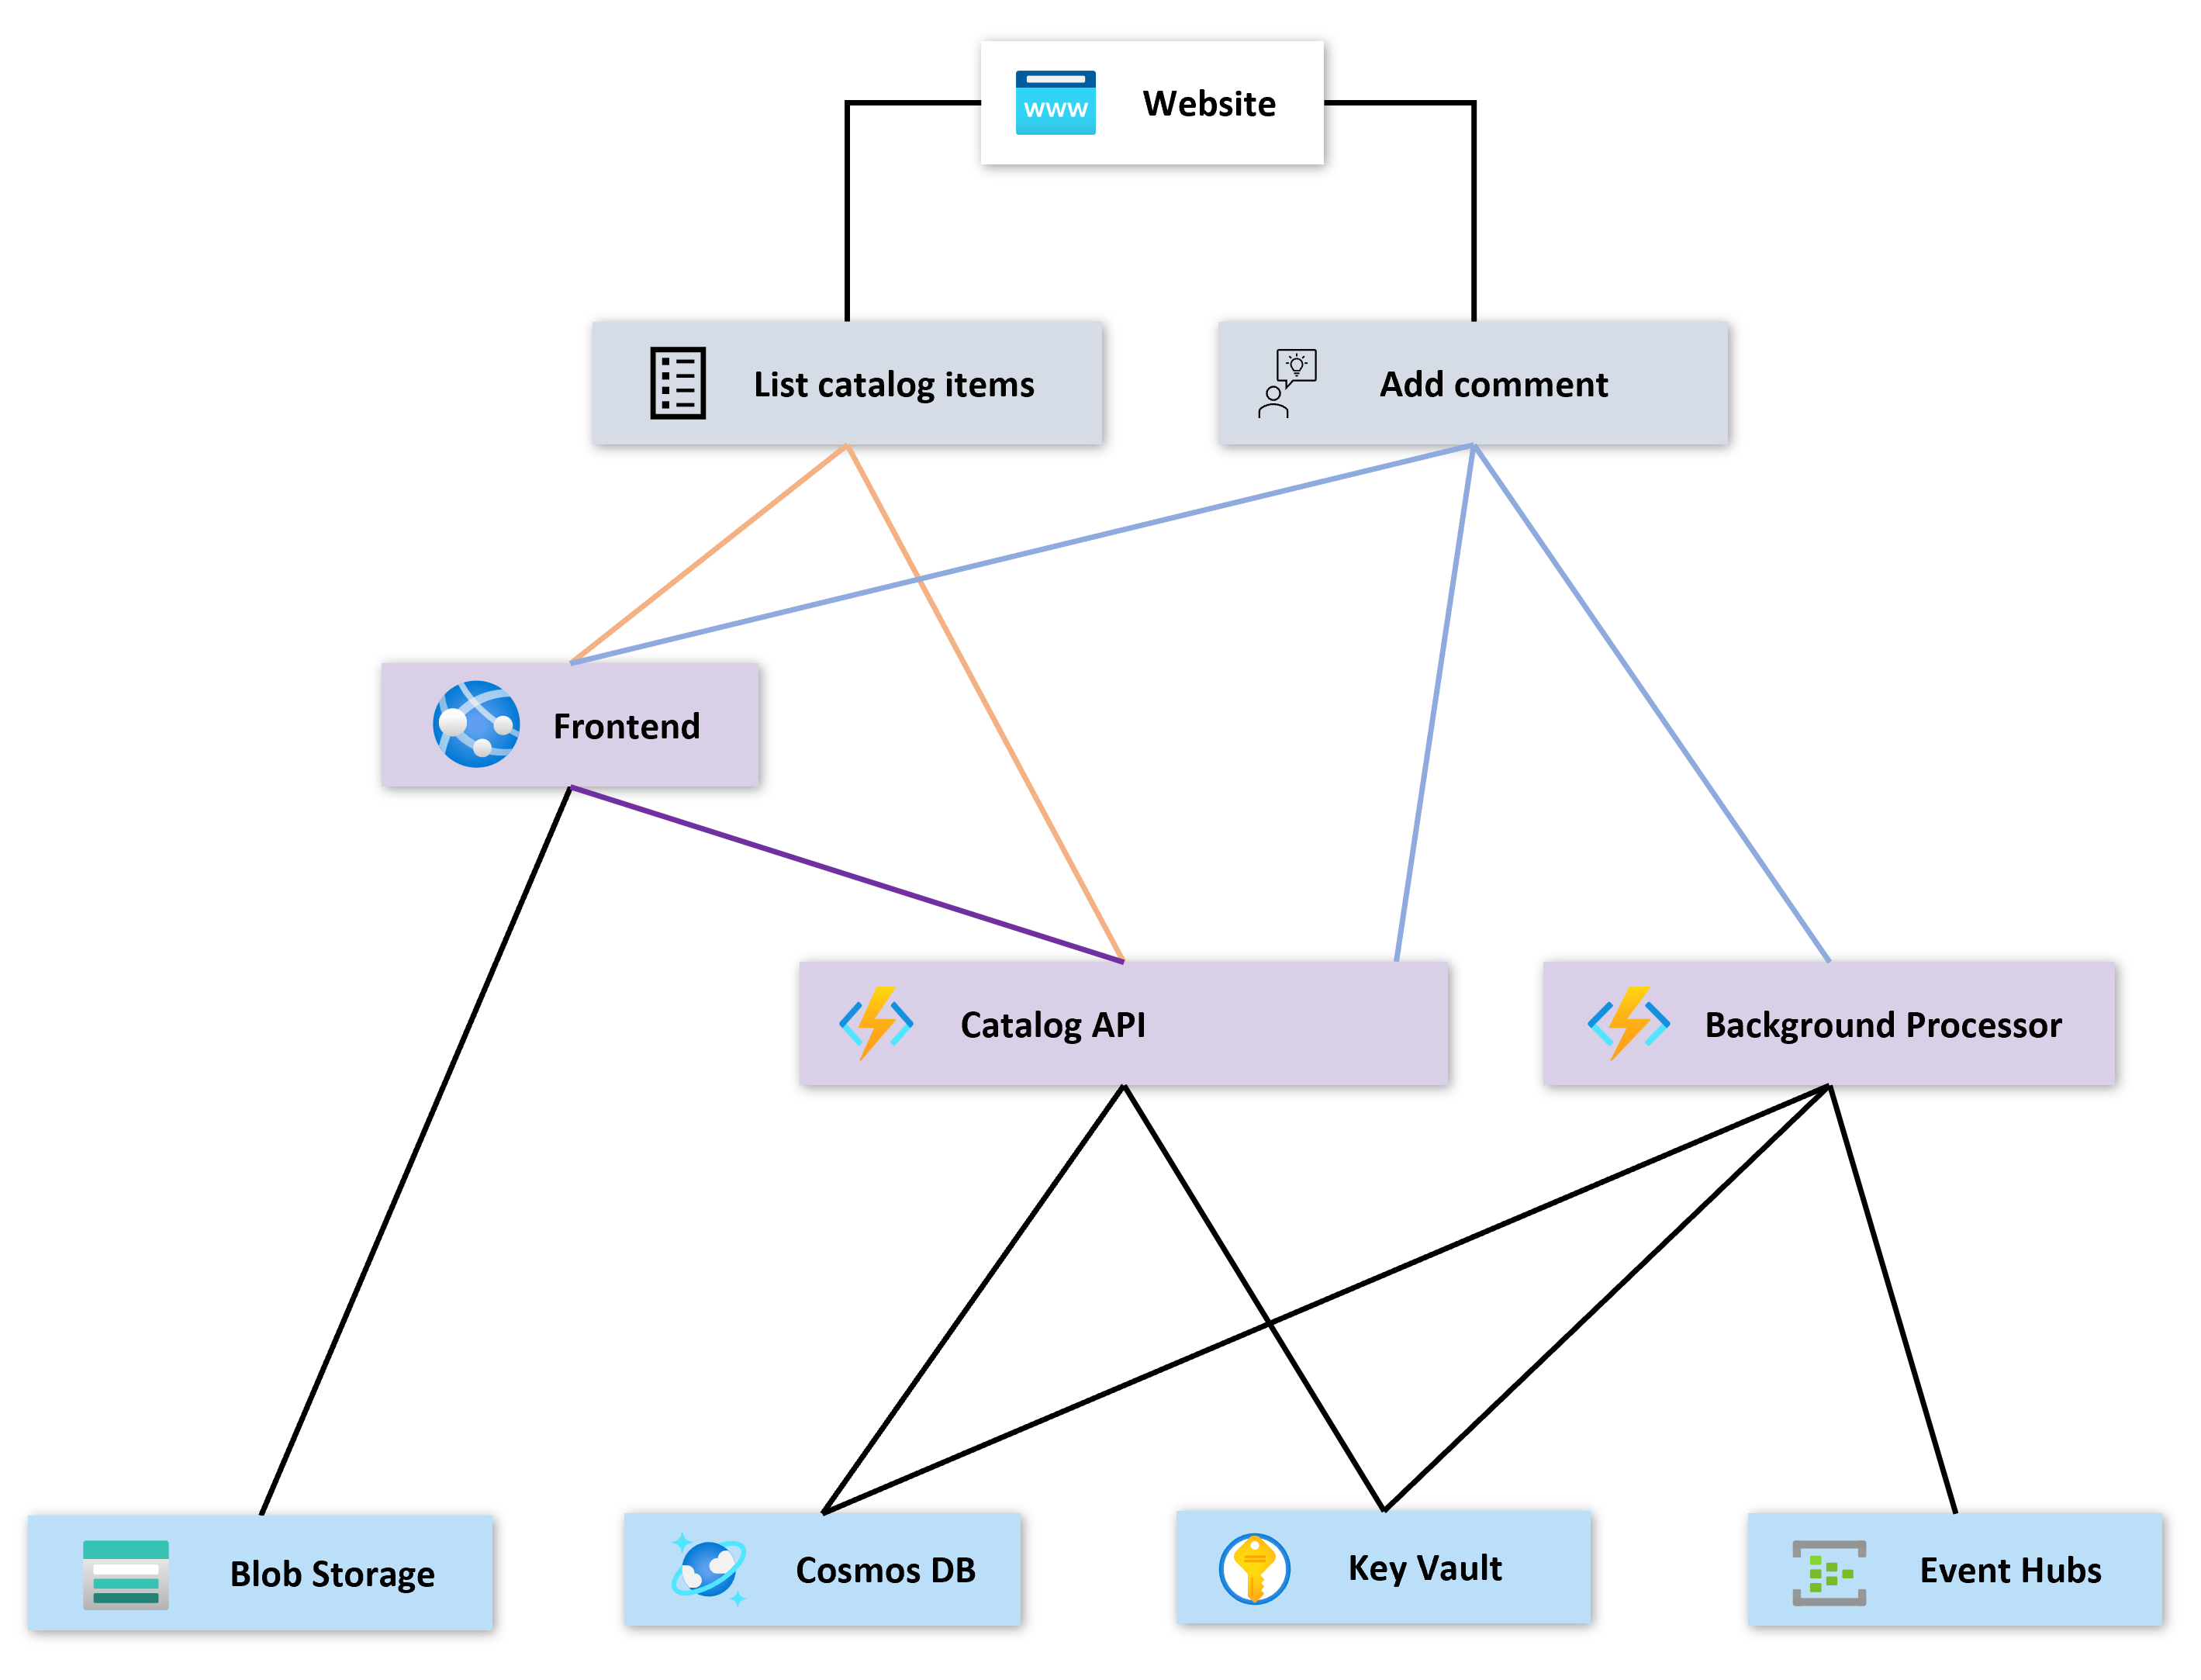 www
Website
List catalog items
Add comment
Frontend
Catalog API
Background Processor
Blob Storage
Cosmos DB
Key Vault
Event Hubs